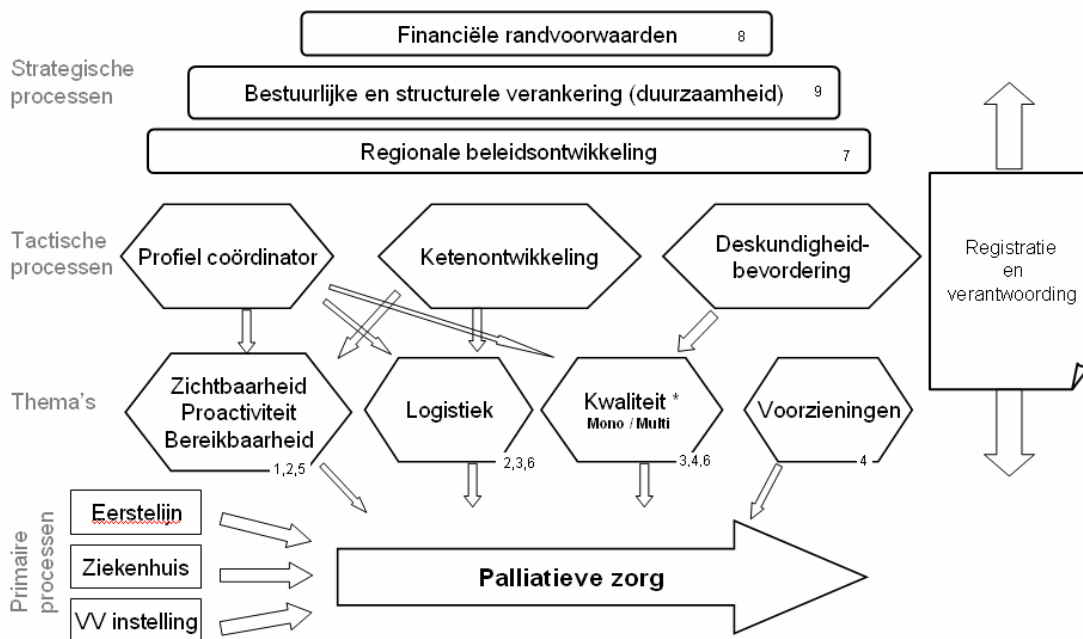 Financiële randvoorwaarden 8
Strategische
processen
Bestuurlijke en structurele verankering (duurzaamheid) 9
Regionale beleidsontwikkeling 7
Tactische
processen
Profiel coördinator
Ketenontwikkeling
Deskundigheid-
bevordering
Registratie
en
verantwoording
Thema's
Zichtbaarheid
Proactiviteit
Bereikbaarheid
1,2,5
Logistiek
2,3,6
Kwaliteit *
Mono / Multi
3,4,6
Voorzieningen
4
Primaire
processen
Eerstelijn
Ziekenhuis
VV instelling
Palliatieve zorg